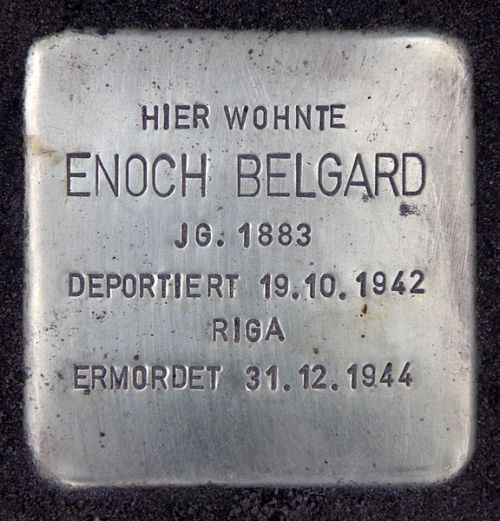 HIER WOHNTE
ENOCH BELGARD
JG. 1883
DEPORTIERT 19.10.1942
RIGA
ERMORDET 31.12.1944